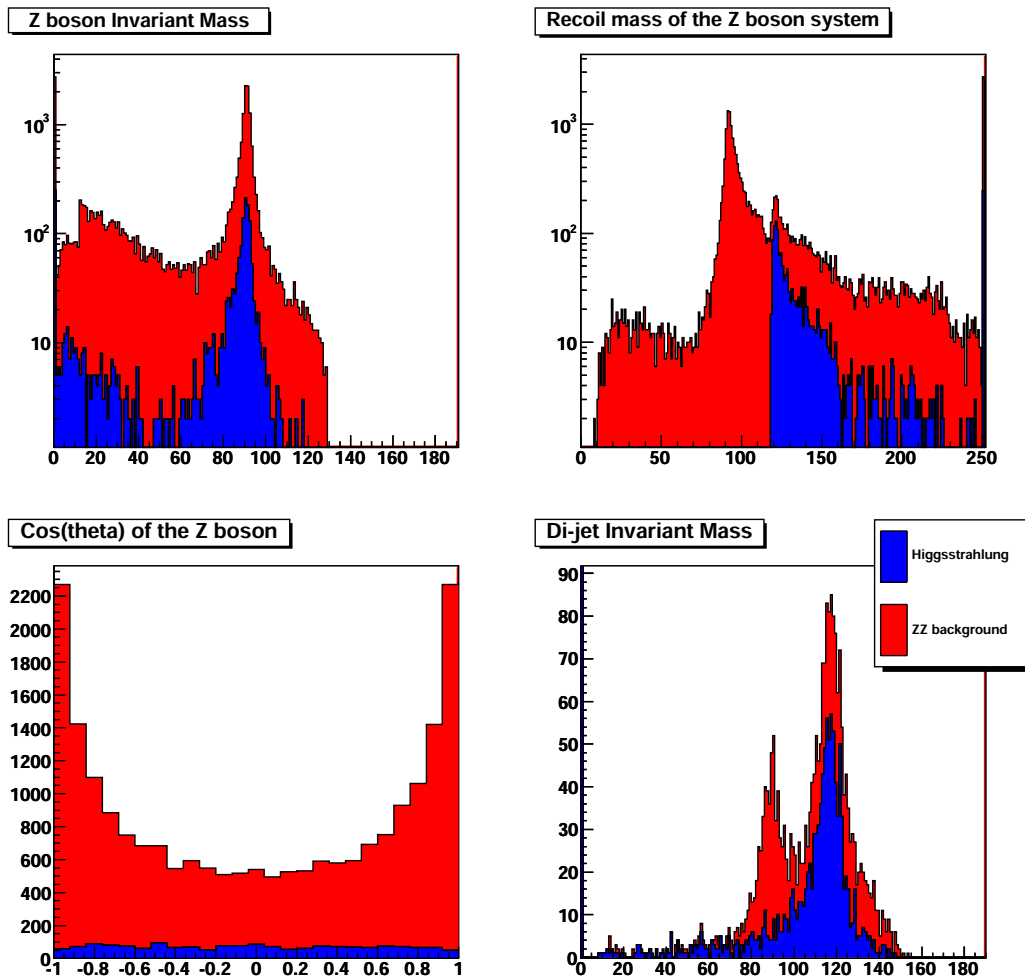 Z boson Invariant Mass
10³
10²
10
0 20 40 60 80 100 120 140 160 180
Recoil mass of the Z boson system
10³
10²
10
0 50 100 150 200 250
Cos(theta) of the Z boson
2200
2000
1800
1600
1400
1200
1000
800
600
400
200
0
-1 -0.8 -0.6 -0.4 -0.2 0 0.2 0.4 0.6 0.8 1
Di-jet Invariant Mass
90
80
70
60
50
40
30
20
10
0
0 20 40 60 80 100 120 140 160 180
Higgsstrahlung
ZZ background